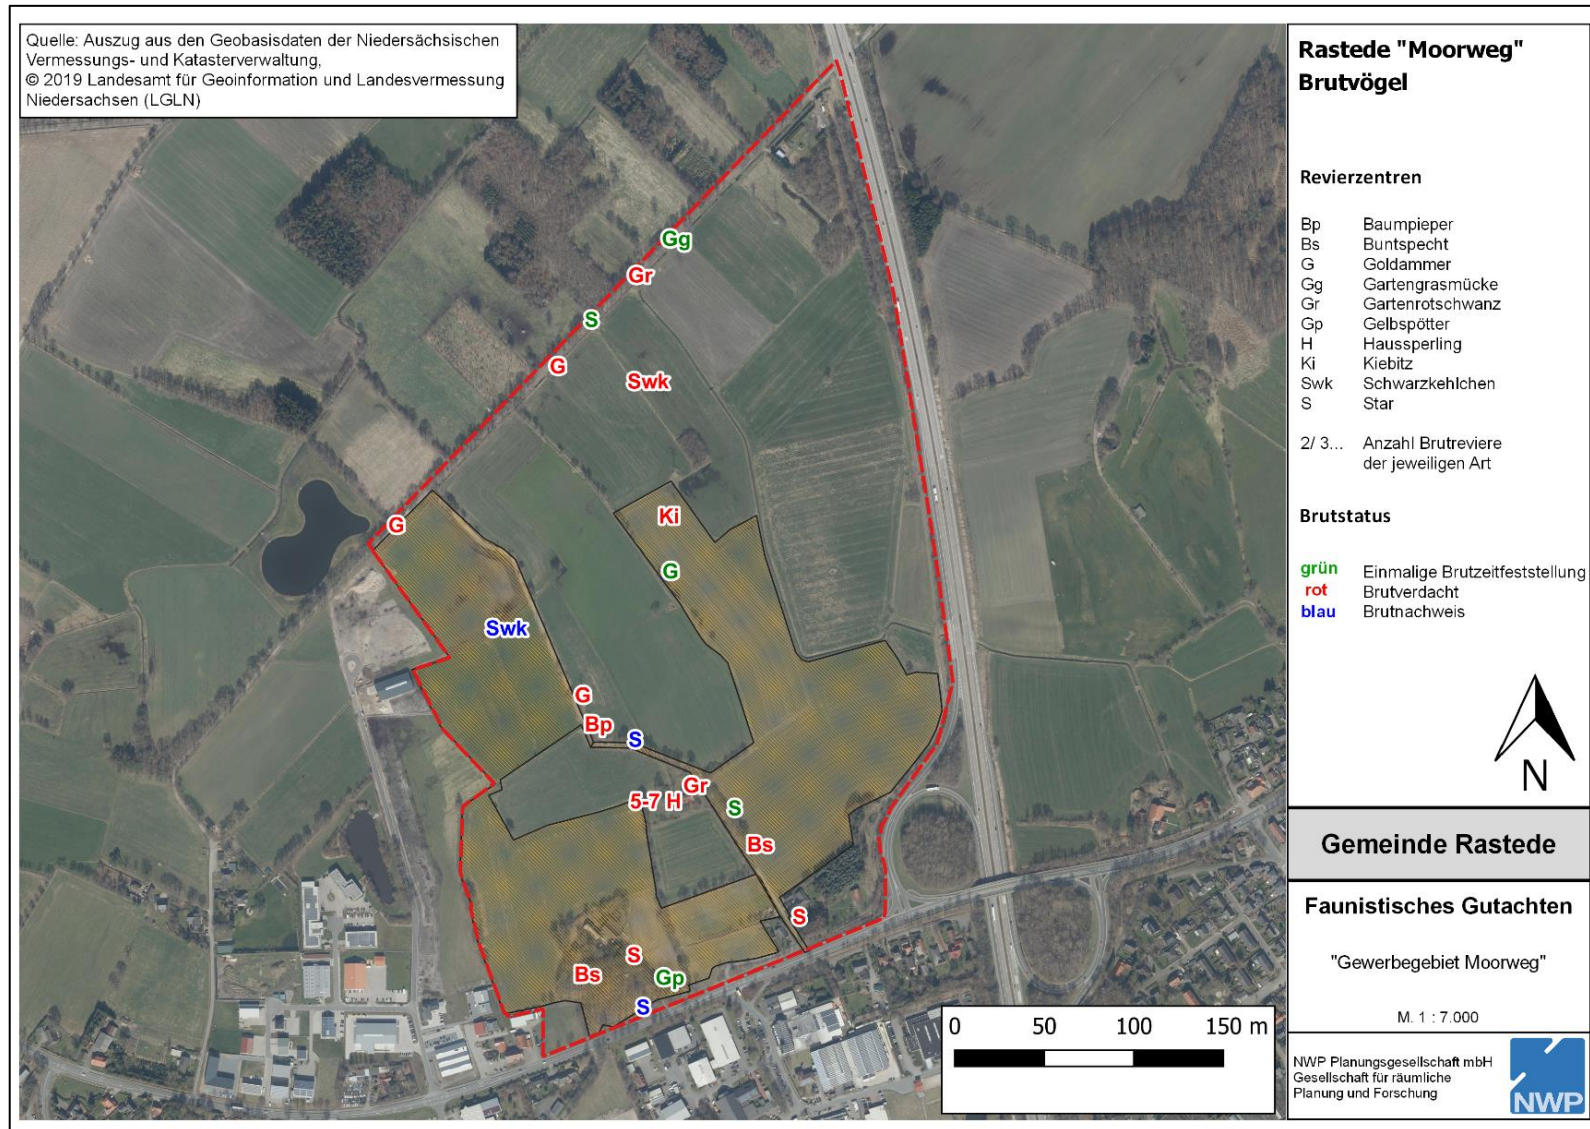 Quelle: Auszug aus den Geobasisdaten der Niedersächsischen
Vermessungs- und Katasterverwaltung,
© 2019 Landesamt für Geoinformation und Landesvermessung
Niedersachsen (LGLN)
Gg
Gr
S
G
Swk
G
Ki
G
Swk
G
Bp
S
Gr
5-7 H
S
Bs
S
S
Bs
Gp
S
0 50 100 150 m
Rastede "Moorweg"
Brutvögel
Revierzentren
Bp Baumpieper
Bs Buntspecht
G Goldammer
Gg Gartengrasmücke
Gr Gartenrotschwanz
Gp Gelbspötter
H Haussperling
Ki Kiebitz
Swk Schwarzkehlchen
S Star
2/ 3... Anzahl Brutreviere
der jeweiligen Art
Brutstatus
grün Einmalige Brutzeitfeststellung
rot Brutverdacht
blau Brutnachweis
N
Gemeinde Rastede
Faunistisches Gutachten
"Gewerbegebiet Moorweg"
M. 1 : 7.000
NWP Planungsgesellschaft mbH
Gesellschaft für räumliche
Planung und Forschung
NWP